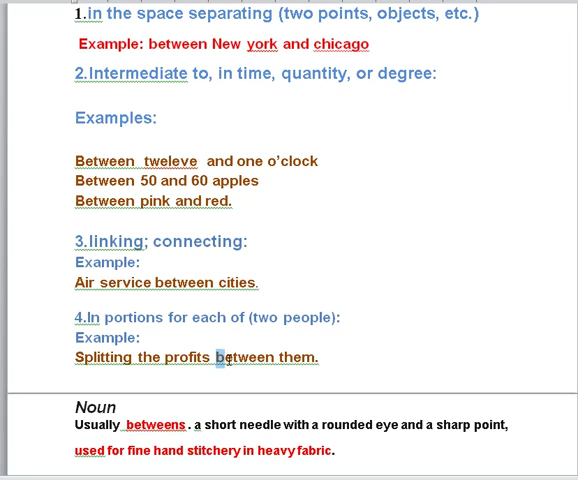 1.in the space separating (two points, objects, etc.)
Example: between New york and chicago
2.Intermediate to, in time, quantity, or degree:
Examples:
Between tweleve and one o’clock
Between 50 and 60 apples
Between pink and red.
3.linking; connecting:
Example:
Air service between cities.
4.In portions for each of (two people):
Example:
Splitting the profits between them.
Noun
Usually betweens. a short needle with a rounded eye and a sharp point,
used for fine hand stitchery in heavy fabric.